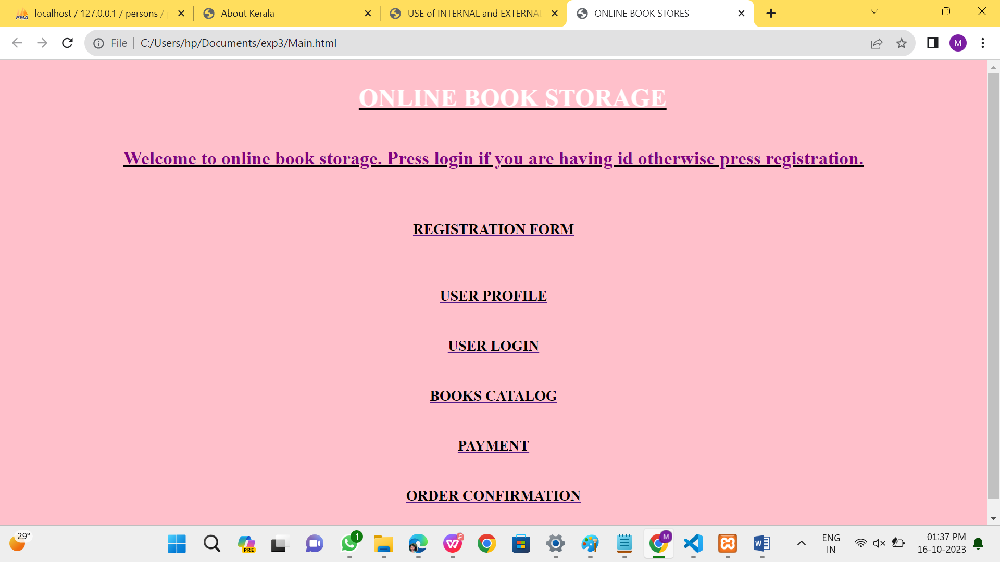 PMA localhost / 127.0.0.1 / persons /
About Kerala
USE of INTERNAL and EXTERNAL
ONLINE BOOK STORES
File C:/Users/hp/Documents/exp3/Main.html
M
ONLINE BOOK STORAGE
Welcome to online book storage. Press login if you are having id otherwise press registration.
REGISTRATION FORM
USER PROFILE
USER LOGIN
BOOKS CATALOG
PAYMENT
ORDER CONFIRMATION
29°
PRE
1
M
W
ENG
IN
01:37 PM
16-10-2023